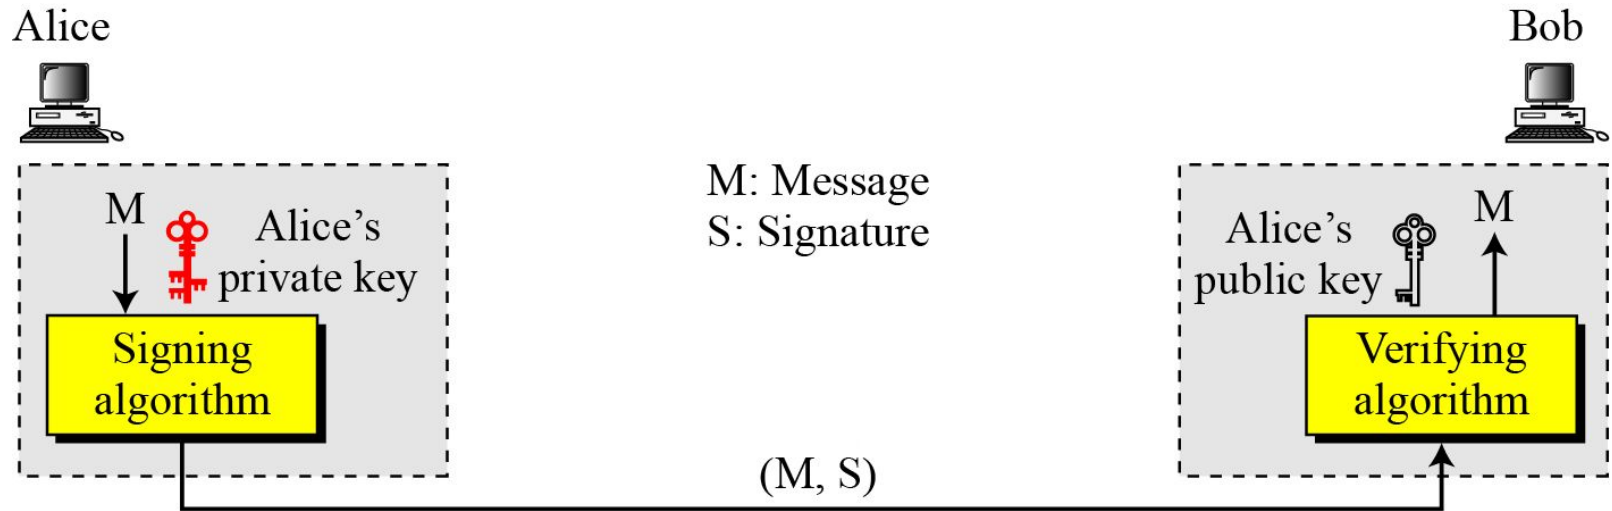 Alice
Bob
M: Message
S: Signature
M
Alice’s
private key
Signing
algorithm
(M, S)
Alice’s
public key
M
Verifying
algorithm